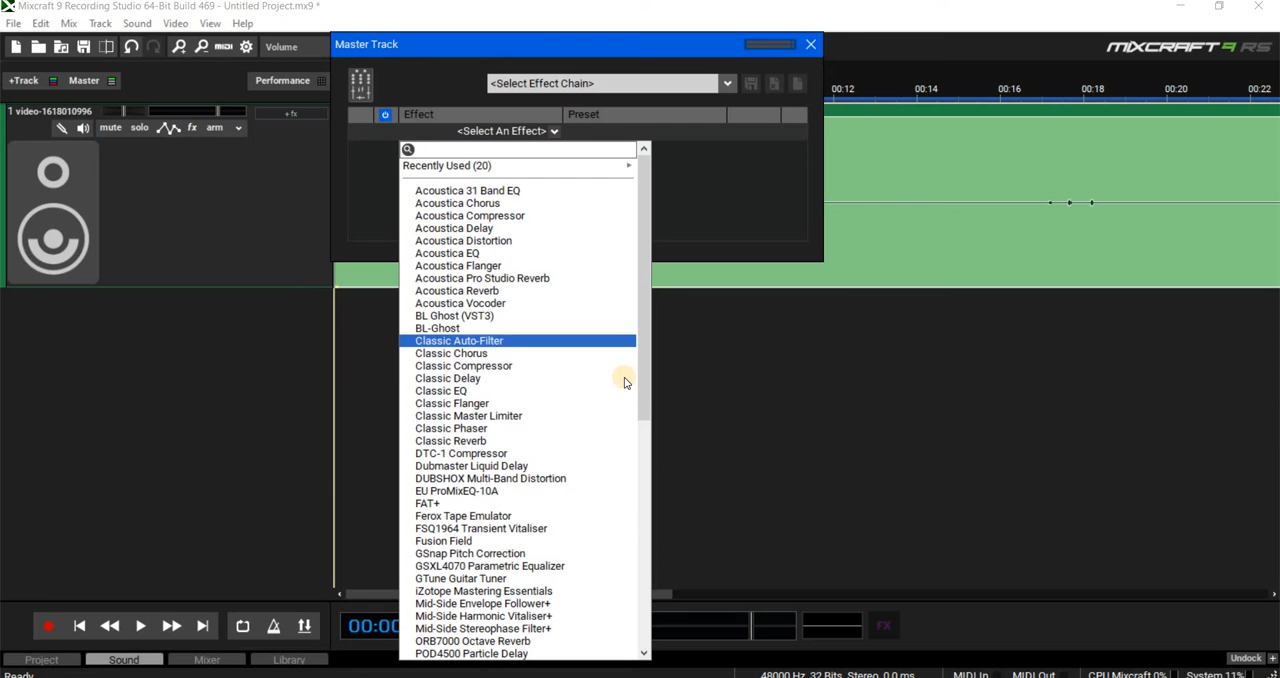 Mixcraft 9 Recording Studio 64-Bit Build 469 - Untitled Project.mx9 *
File Edit Mix Track Sound Video View Help
MIDI Volume
Master Track
MIXCRAFT 9 RS
+Track Master Performance
<Select Effect Chain>
00:12 00:14 00:16 00:18 00:20 00:22
1 video-1618010996 +fx
mute solo fx arm
Effect Preset
<Select An Effect>
Recently Used (20)
Acoustica 31 Band EQ
Acoustica Chorus
Acoustica Compressor
Acoustica Delay
Acoustica Distortion
Acoustica EQ
Acoustica Flanger
Acoustica Pro Studio Reverb
Acoustica Reverb
Acoustica Vocoder
BL Ghost (VST3)
BL-Ghost
Classic Auto-Filter
Classic Chorus
Classic Compressor
Classic Delay
Classic EQ
Classic Flanger
Classic Master Limiter
Classic Phaser
Classic Reverb
DTC-1 Compressor
Dubmaster Liquid Delay
DUBSHOX Multi-Band Distortion
EU ProMixEQ-10A
FAT+
Ferox Tape Emulator
FSQ1964 Transient Vitaliser
Fusion Field
GSnap Pitch Correction
GSXL4070 Parametric Equalizer
GTune Guitar Tuner
iZotope Mastering Essentials
Mid-Side Envelope Follower+
Mid-Side Harmonic Vitaliser+
Mid-Side Stereophase Filter+
ORB7000 Octave Reverb
POD4500 Particle Delay
00:00 FX
Project Sound Mixer Library Undock +
Ready 48000 Hz, 32 Bits, Stereo, 0.0 ms MIDI In MIDI Out CPU Mixcraft 0% System 11%